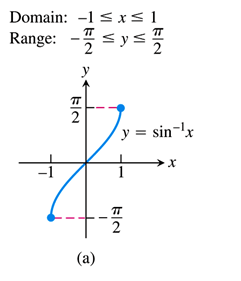 Domain: −1 ≤ x ≤ 1
Range: −π/2 ≤ y ≤ π/2
y
π/2
y = sin⁻¹x
−1
1
x
−π/2
(a)